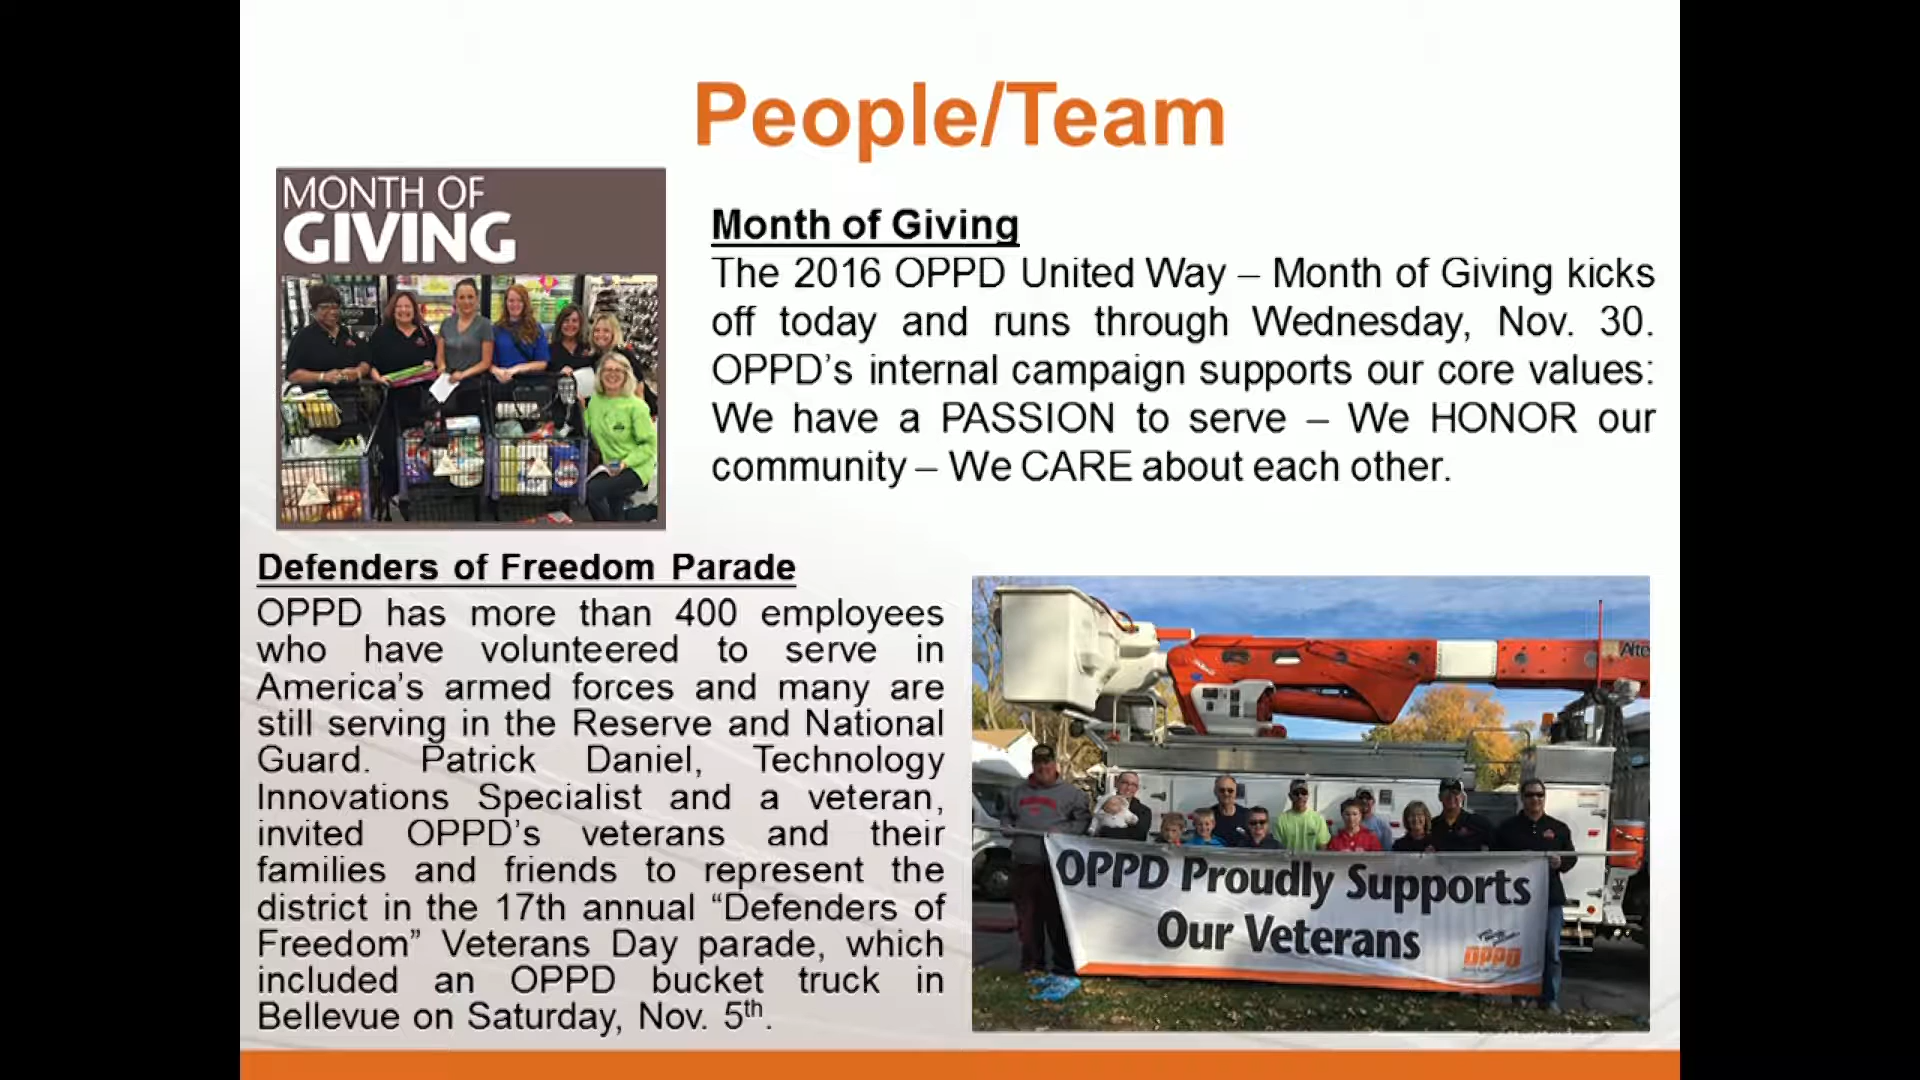 People/Team
MONTH OF
GIVING
Month of Giving
The 2016 OPPD United Way – Month of Giving kicks
off today and runs through Wednesday, Nov. 30.
OPPD’s internal campaign supports our core values:
We have a PASSION to serve – We HONOR our
community – We CARE about each other.
Defenders of Freedom Parade
OPPD has more than 400 employees
who have volunteered to serve in
America’s armed forces and many are
still serving in the Reserve and National
Guard. Patrick Daniel, Technology
Innovations Specialist and a veteran,
invited OPPD’s veterans and their
families and friends to represent the
district in the 17th annual “Defenders of
Freedom” Veterans Day parade, which
included an OPPD bucket truck in
Bellevue on Saturday, Nov. 5th.
Alte
OPPD Proudly Supports
Our Veterans
OPPD